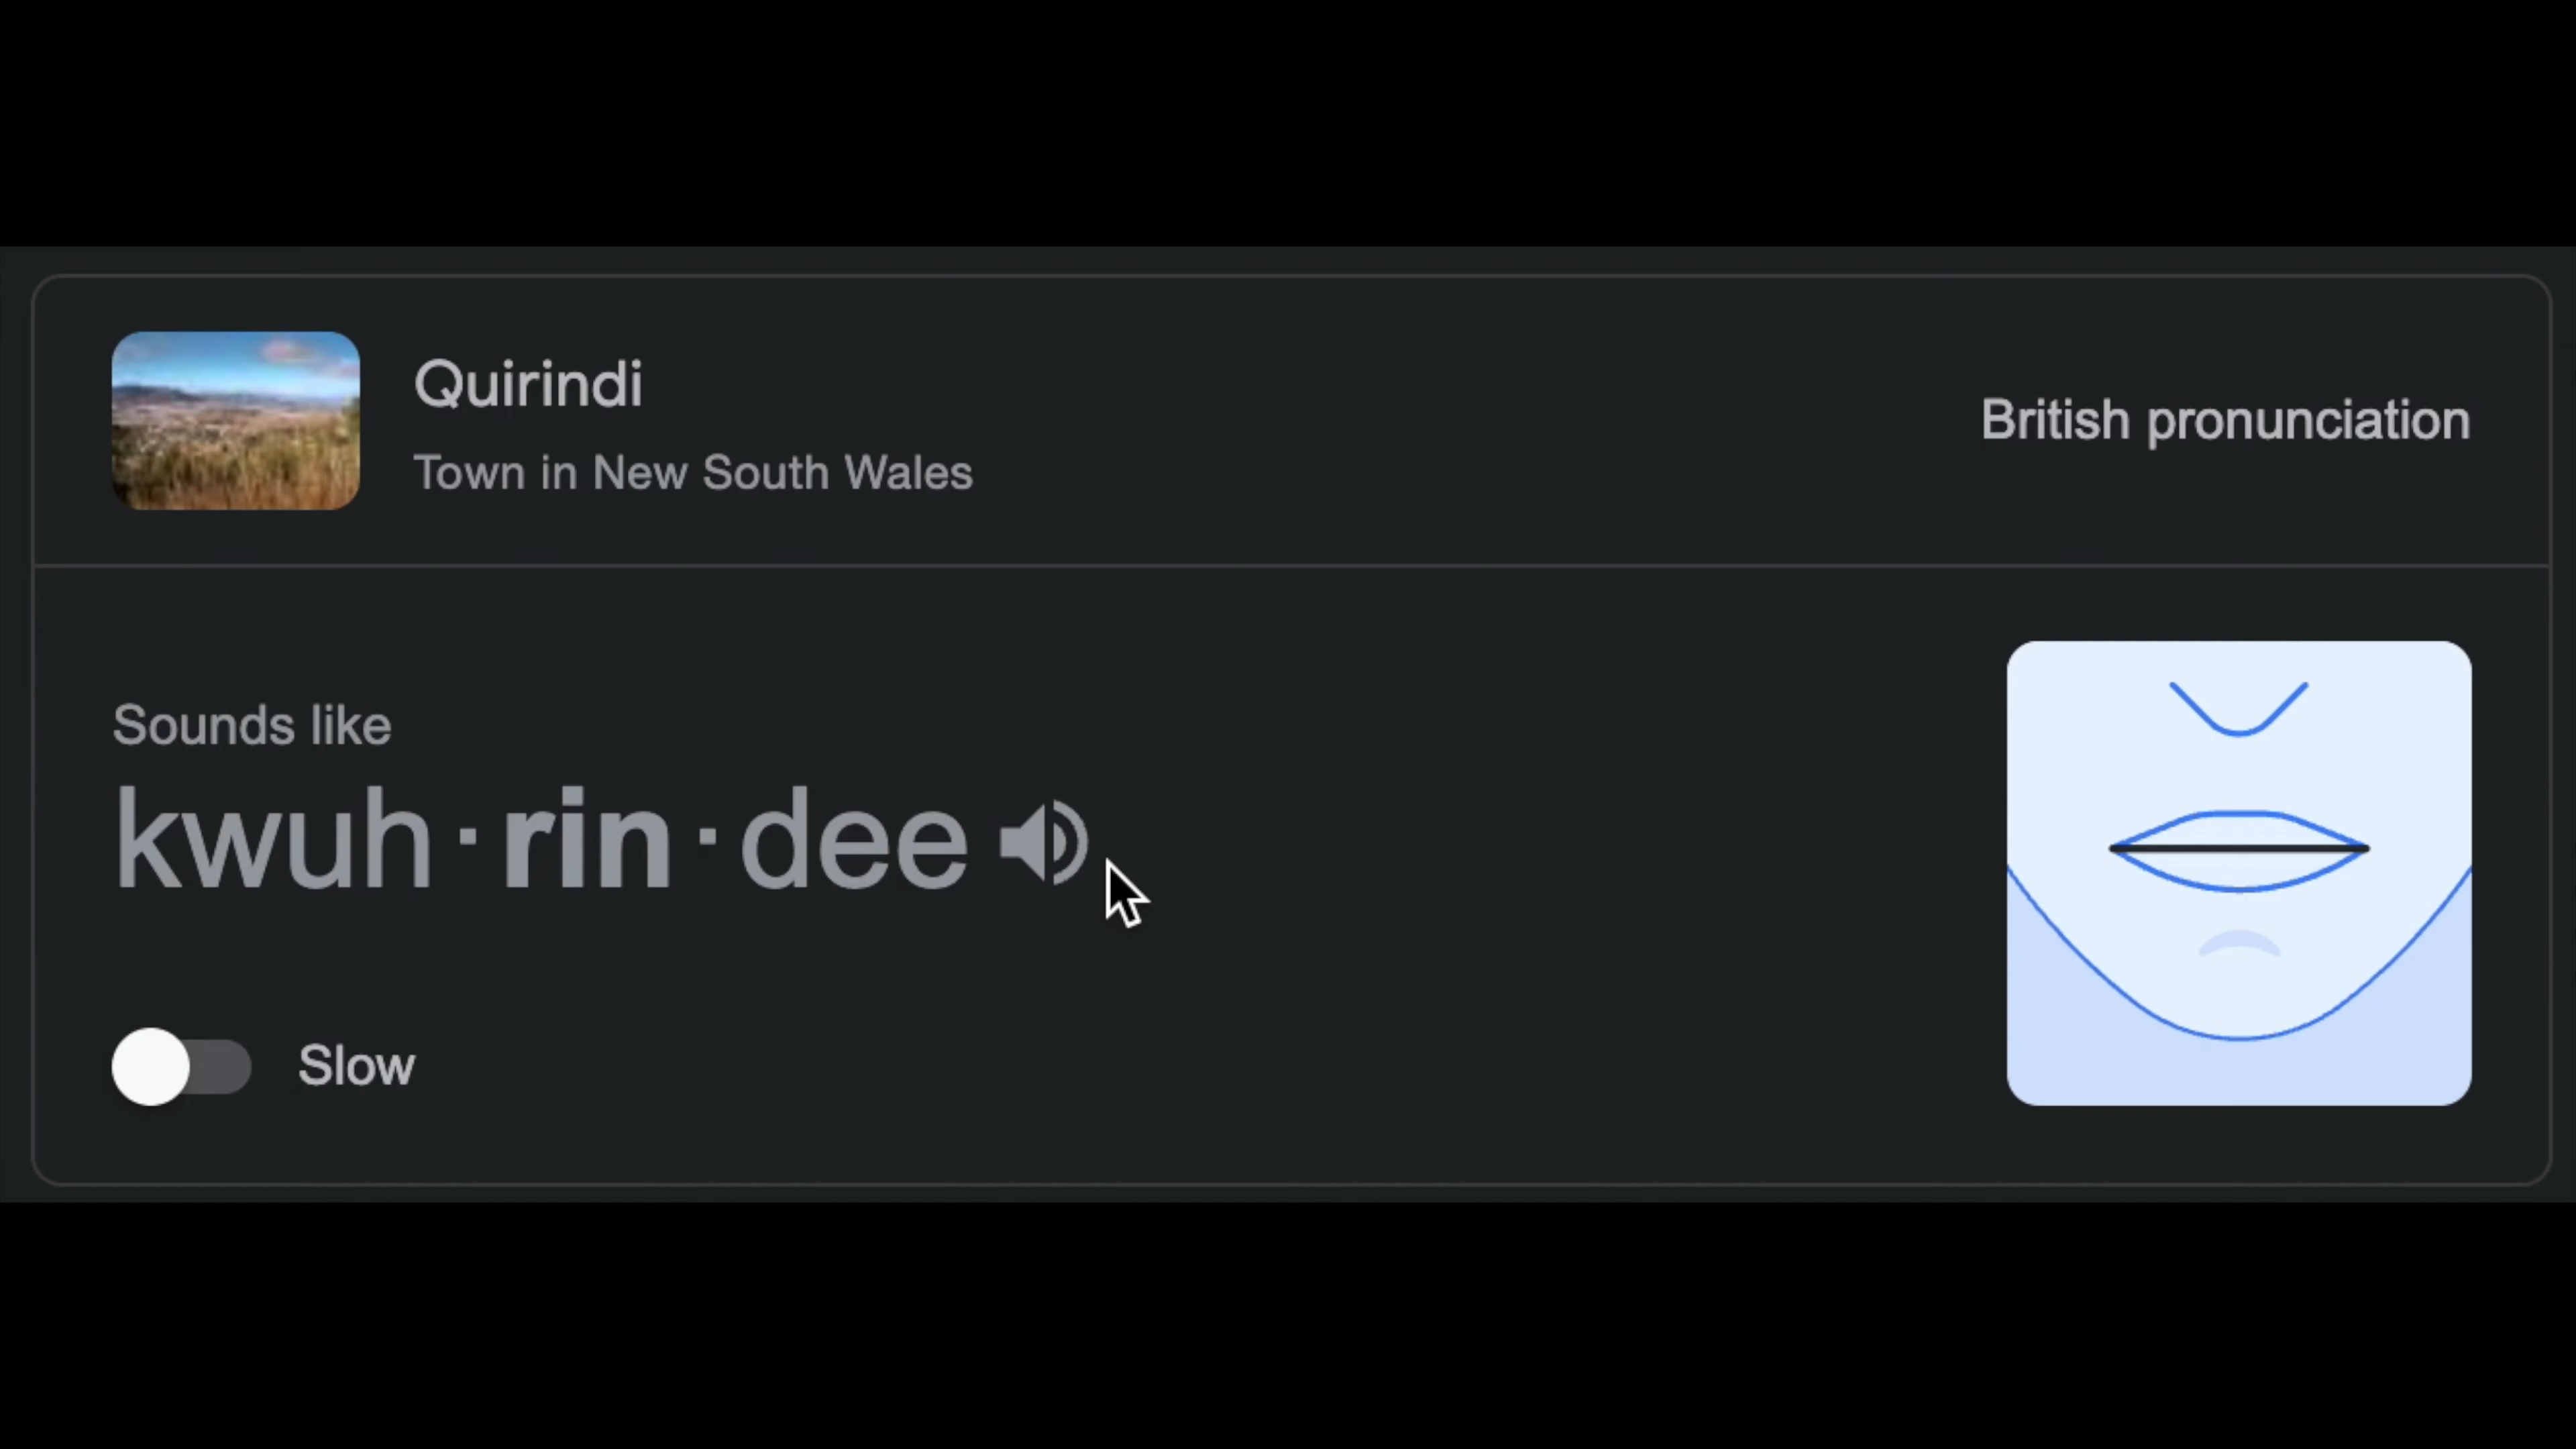 Quirindi
Town in New South Wales
British pronunciation
Sounds like
kwuh·rin·dee
Slow